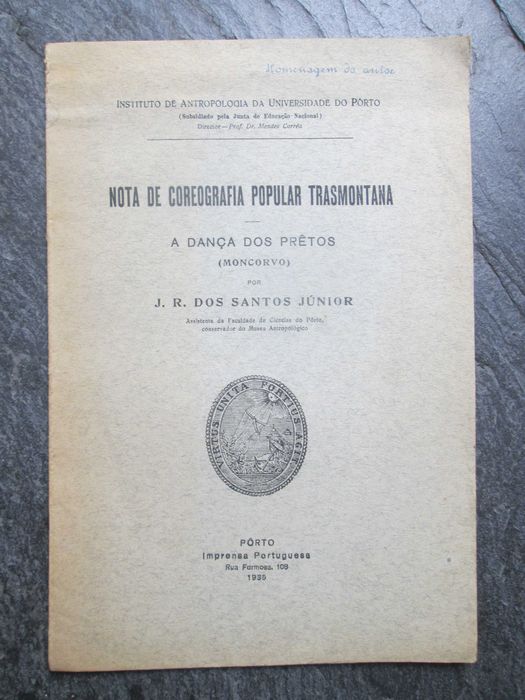 Homenagem do autor
INSTITUTO DE ANTROPOLOGIA DA UNIVERSIDADE DO PÔRTO
(Subsidiado pela Junta de Educação Nacional)
Director—Prof. Dr. Mendes Corrêa
NOTA DE COREOGRAFIA POPULAR TRASMONTANA
A DANÇA DOS PRÊTOS
(MONCORVO)
POR
J. R. DOS SANTOS JÚNIOR
Assistente da Faculdade de Ciências do Pôrto,
conservador do Museu Antropológico
VIRTUS UNITA FORTIUS AGIT
PÔRTO
Imprensa Portuguesa
Rua Formosa, 108
1935